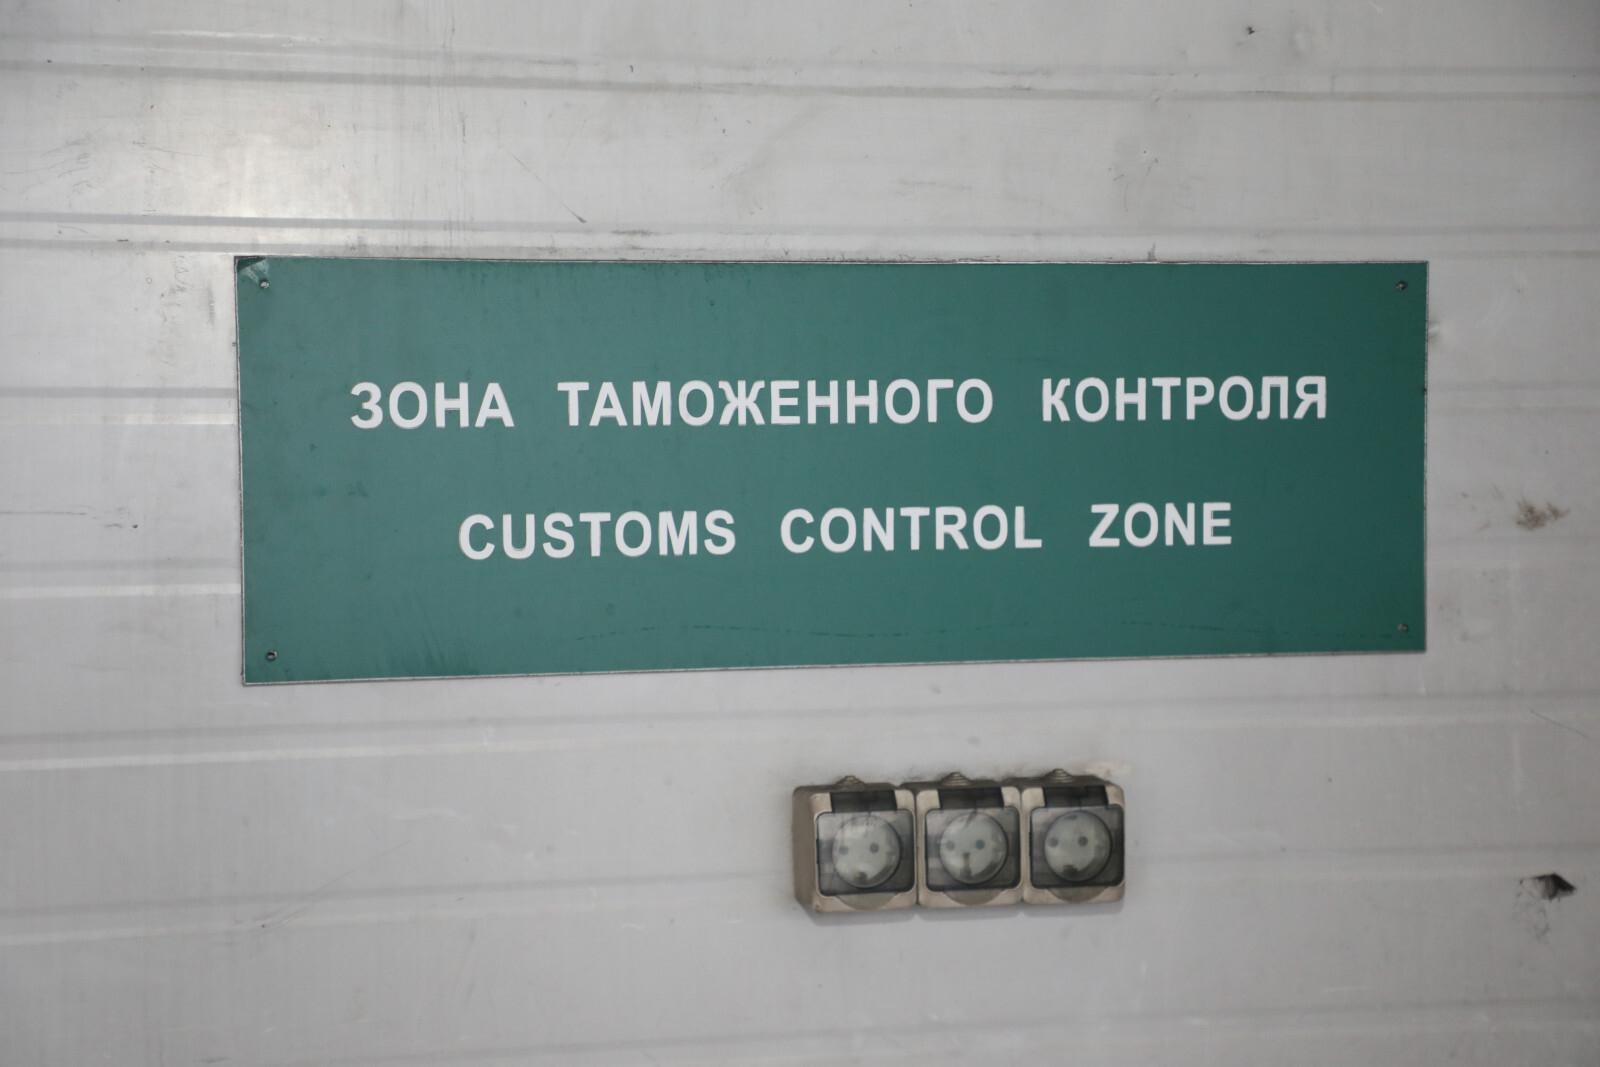 ЗОНА ТАМОЖЕННОГО КОНТРОЛЯ
CUSTOMS CONTROL ZONE